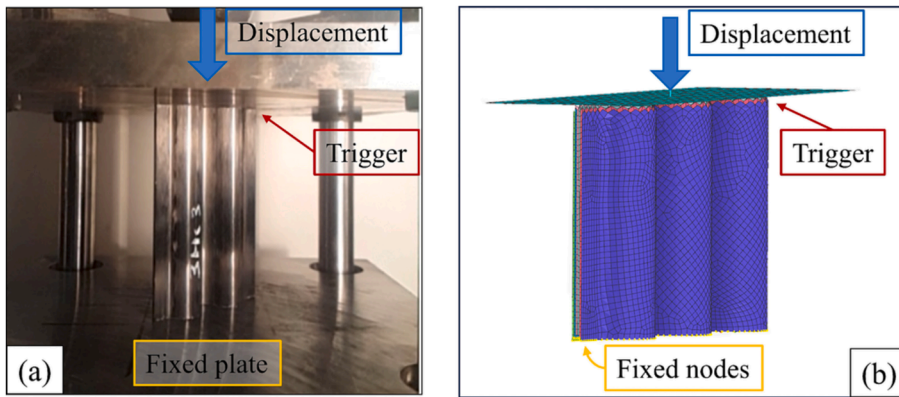 Displacement
Trigger
Fixed plate
(a)
Displacement
Trigger
Fixed nodes
(b)